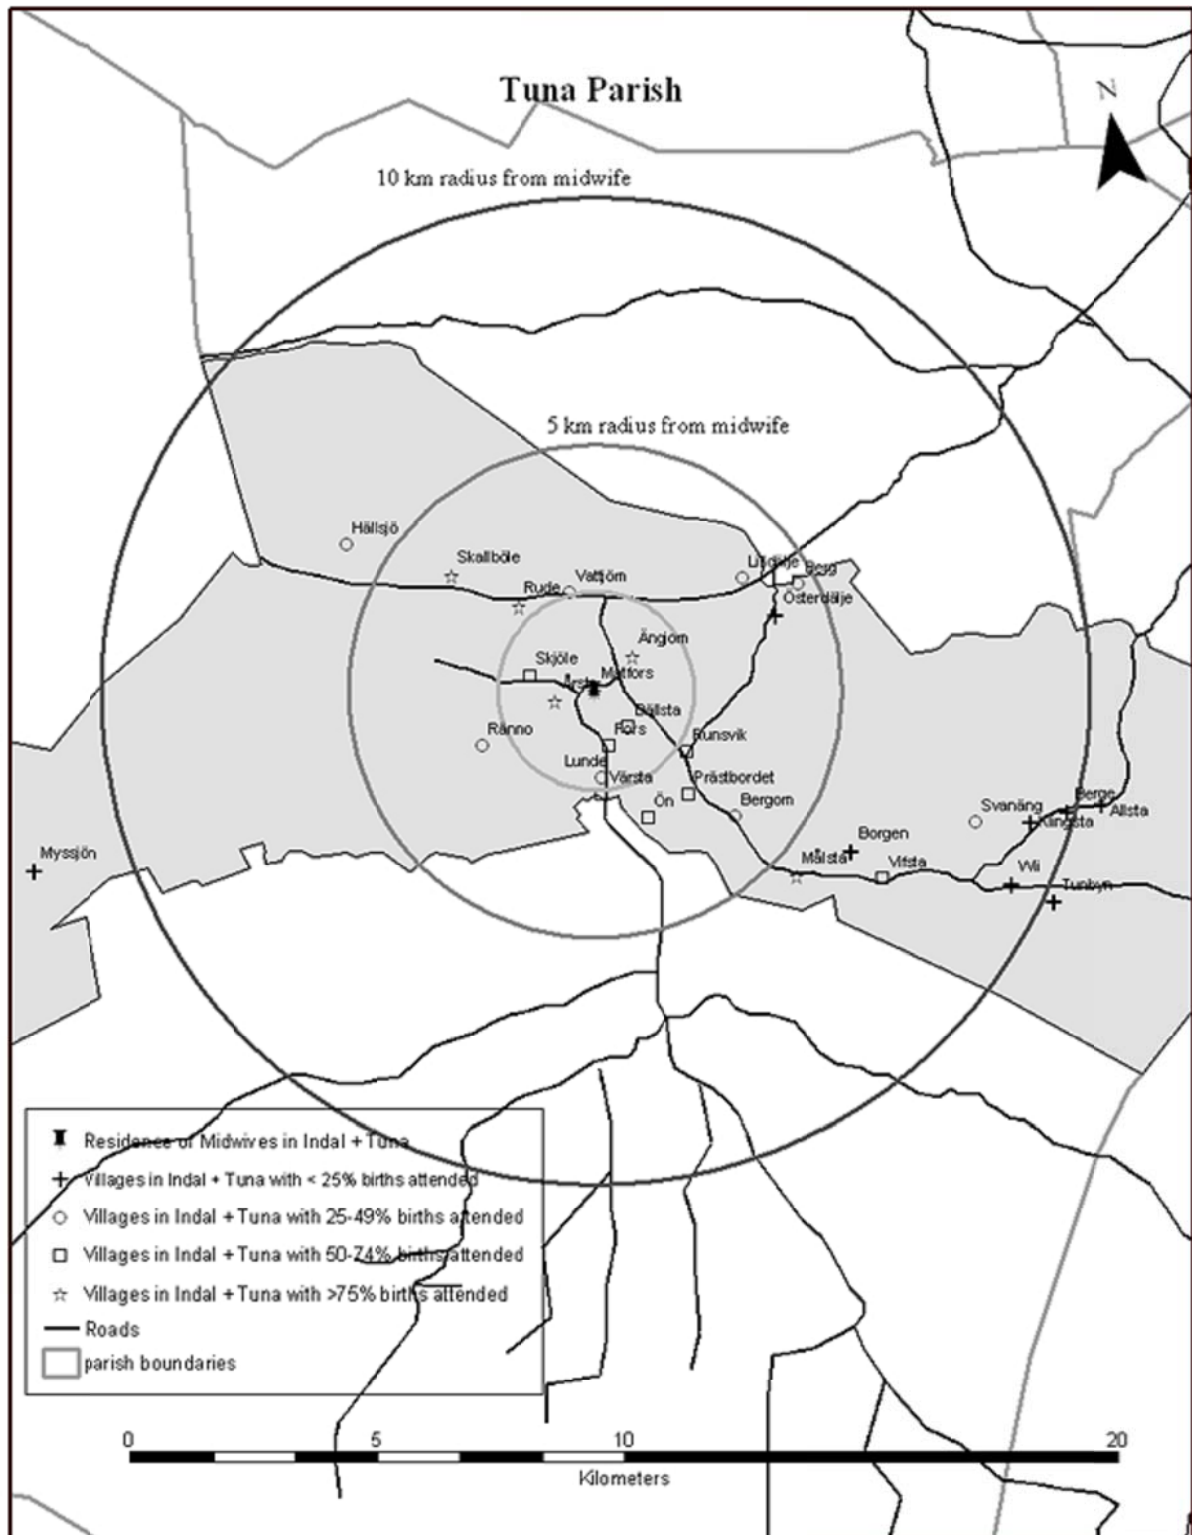 Tuna Parish
N
10 km radius from midwife
5 km radius from midwife
Hällsjö
Skallböle
Rude
Vattjörn
Berg
Österdälje
Ängjorn
Skjöle
Matfors
Bällsta
Fors
Ränno
Runsvik
Lunde
Värsta
Prästbordet
Ön
Bergom
Svanäng
Berge
Allsta
Klingsta
Borgen
Målsta
Vifsta
Myssjön
Vvli
Tunbyn
Residence of Midwives in Indal + Tuna
Villages in Indal + Tuna with < 25% births attended
Villages in Indal + Tuna with 25-49% births attended
Villages in Indal + Tuna with 50-74% births attended
Villages in Indal + Tuna with >75% births attended
Roads
parish boundaries
0 5 10 20
Kilometers